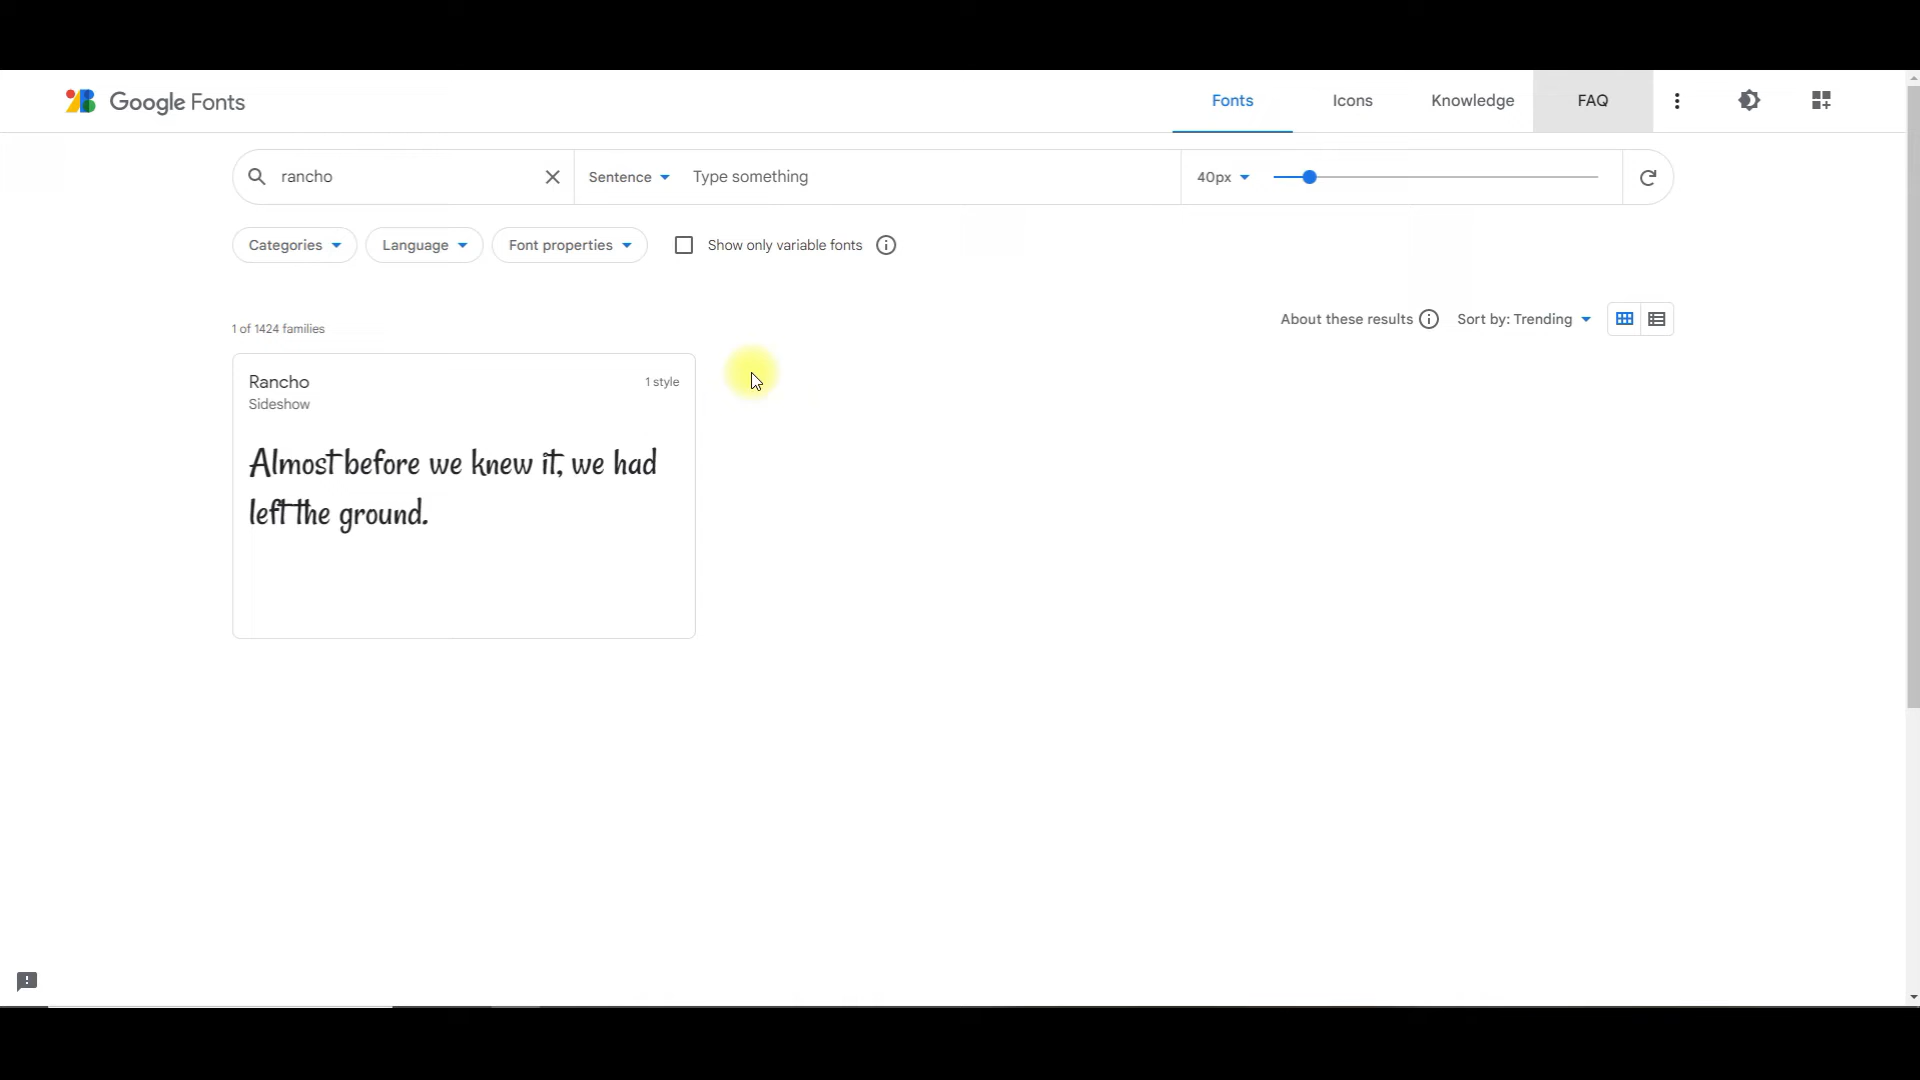 Google Fonts
Fonts
Icons
Knowledge
FAQ
rancho
Sentence
Type something
40px
Categories
Language
Font properties
Show only variable fonts
1 of 1424 families
About these results
Sort by: Trending
Rancho
1 style
Sideshow
Almost before we knew it, we had
left the ground.